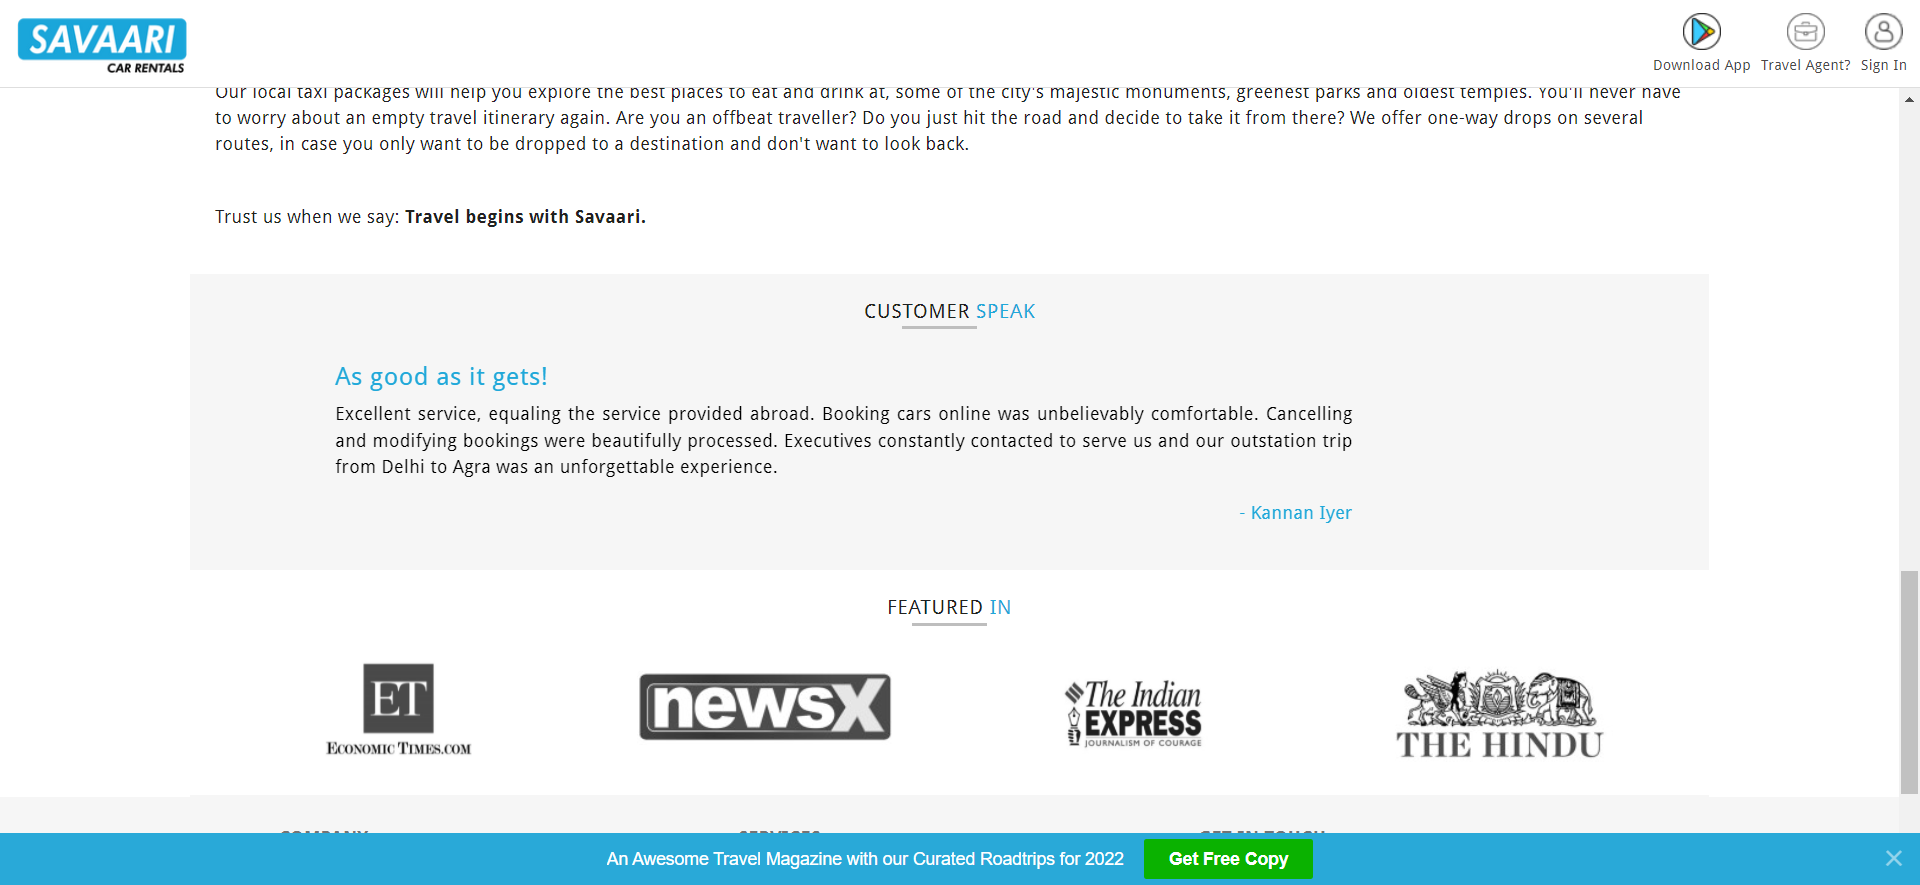 SAVAARI
CAR RENTALS
Download App
Travel Agent?
Sign In
Our local taxi packages will help you explore the best places to eat and drink at, some of the city's majestic monuments, greenest parks and oldest temples. You'll never have
to worry about an empty travel itinerary again. Are you an offbeat traveller? Do you just hit the road and decide to take it from there? We offer one-way drops on several
routes, in case you only want to be dropped to a destination and don't want to look back.
Trust us when we say: Travel begins with Savaari.
CUSTOMER SPEAK
As good as it gets!
Excellent service, equaling the service provided abroad. Booking cars online was unbelievably comfortable. Cancelling
and modifying bookings were beautifully processed. Executives constantly contacted to serve us and our outstation trip
from Delhi to Agra was an unforgettable experience.
- Kannan Iyer
FEATURED IN
ET
ECONOMIC TIMES.COM
newsX
The Indian
EXPRESS
JOURNALISM OF COURAGE
THE HINDU
COMPANY
SERVICES
GET IN TOUCH
An Awesome Travel Magazine with our Curated Roadtrips for 2022
Get Free Copy